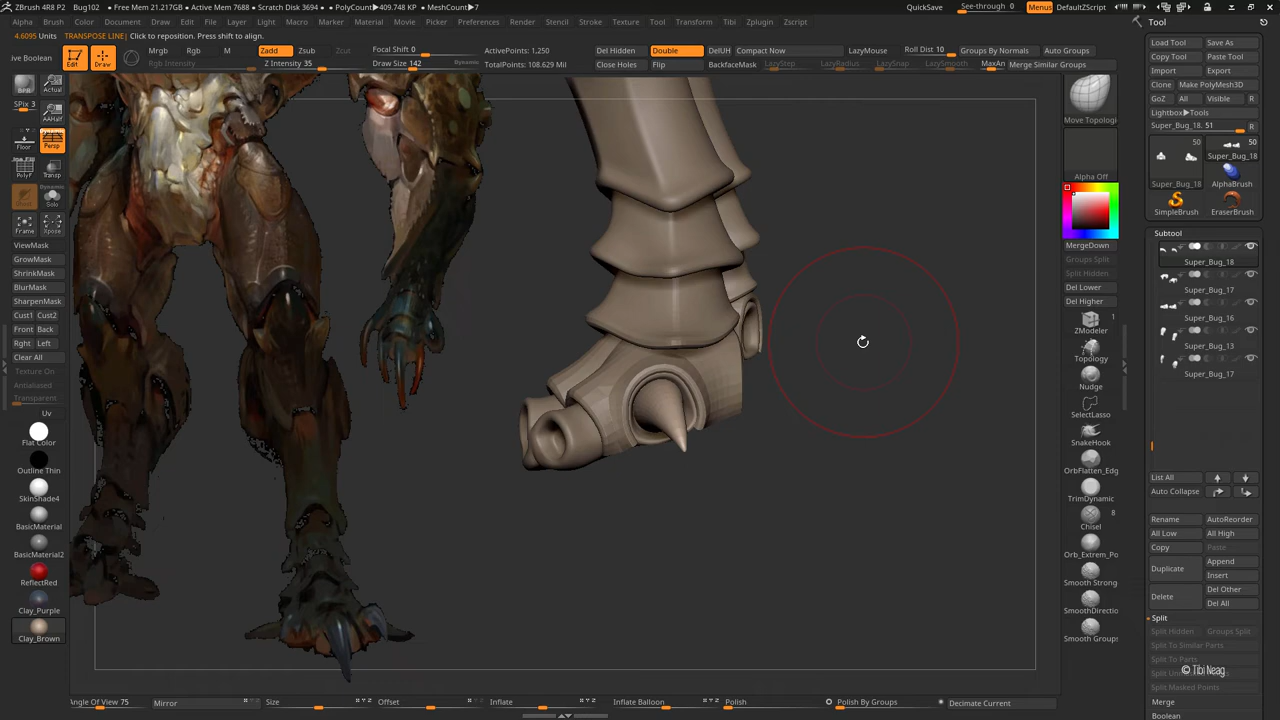 ZBrush 4R8 P2   Bug102   • Free Mem 21.217GB • Active Mem 7688 • Scratch Disk 3694 • PolyCount▶409.748 KP  • MeshCount▶7   QuickSave   See-through 0   Menus   DefaultZScript
Alpha   Brush   Color   Document   Draw   Edit   File   Layer   Light   Macro   Marker   Material   Movie   Picker   Preferences   Render   Stencil   Stroke   Texture   Tool   Transform   Tibi   Zplugin   Zscript   Tool
4.6095 Units   TRANSPOSE LINE: Click to reposition. Press shift to align.
ive Boolean   Edit   Draw   Mrgb   Rgb   M   Zadd   Zsub   Zcut   Focal Shift 0   ActivePoints: 1,250   Del Hidden   Double   DelUH   Compact Now   LazyMouse   Roll Dist 10   Groups By Normals   Auto Groups
Rgb Intensity   Z Intensity 35   Draw Size 142   Dynamic   TotalPoints: 108.629 Mil   Close Holes   Flip   BackfaceMask   LazyStep   LazyRadius   LazySnap   LazySmooth   MaxAn   Merge Similar Groups
BPR   Actual
SPix 3   AAHalf
Floor   Dynamic   Persp
PolyF   Transp
Dynamic
Solo
Frame   Xpose
ViewMask
GrowMask
ShrinkMask
BlurMask
SharpenMask
Cust1   Cust2
Front   Back
Rght   Left
Clear All
Texture On
Antialiased
Transparent
Uv
Flat Color
Outline Thin
SkinShade4
BasicMaterial
BasicMaterial2
ReflectRed
Clay_Purple
Clay_Brown
Move Topologi
Alpha Off
MergeDown
Groups Split
Split Hidden
Del Lower
Del Higher
1
ZModeler
Topology
Nudge
SelectLasso
SnakeHook
OrbFlatten_Edg
TrimDynamic
8
Chisel
Orb_Extrem_Po
Smooth Strong
SmoothDirectio
Smooth Groups
Load Tool   Save As
Copy Tool   Paste Tool
Import   Export
Clone   Make PolyMesh3D
GoZ   All   Visible   R
Lightbox▶Tools
Super_Bug_18. 51   R
50   50
Super_Bug_18
AlphaBrush
Super_Bug_18
SimpleBrush   EraserBrush
Subtool
Super_Bug_18
Super_Bug_17
Super_Bug_16
Super_Bug_13
Super_Bug_17
List All
Auto Collapse
Rename   AutoReorder
All Low   All High
Copy   Paste
Duplicate   Append
Insert
Delete   Del Other
Del All
Split
Split Hidden   Groups Split
Split To Similar Parts
Split To Parts
Split Masked Points
Merge
Boolean
© Tibi Neag
Angle Of View 75   Mirror   Size   X Y Z   Offset   X Y Z   Inflate   Inflate Balloon   Polish   Polish By Groups   Decimate Current